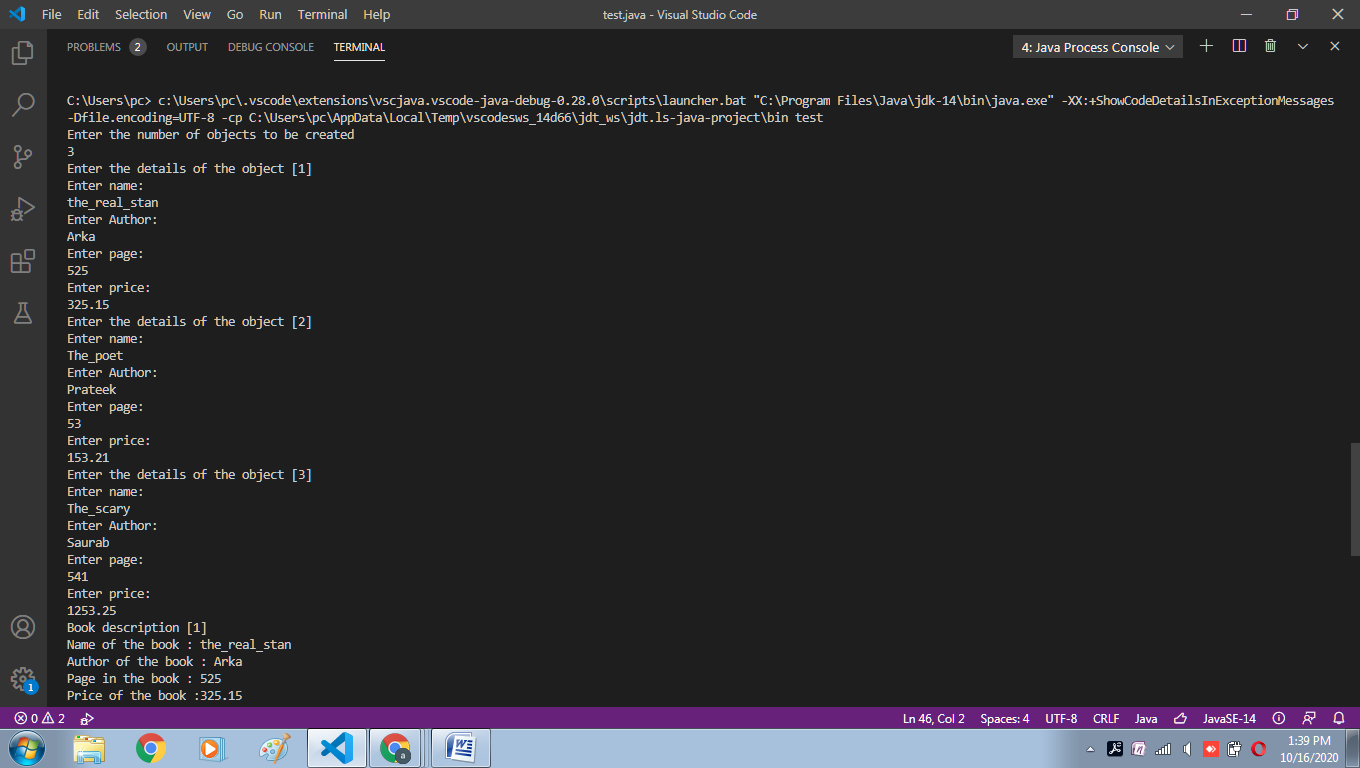 File Edit Selection View Go Run Terminal Help test.java - Visual Studio Code
PROBLEMS 2 OUTPUT DEBUG CONSOLE TERMINAL 4: Java Process Console
C:\Users\pc> c:\Users\pc\.vscode\extensions\vscjava.vscode-java-debug-0.28.0\scripts\launcher.bat "C:\Program Files\Java\jdk-14\bin\java.exe" -XX:+ShowCodeDetailsInExceptionMessages
-Dfile.encoding=UTF-8 -cp C:\Users\pc\AppData\Local\Temp\vscodesws_14d66\jdt_ws\jdt.ls-java-project\bin test
Enter the number of objects to be created
3
Enter the details of the object [1]
Enter name:
the_real_stan
Enter Author:
Arka
Enter page:
525
Enter price:
325.15
Enter the details of the object [2]
Enter name:
The_poet
Enter Author:
Prateek
Enter page:
53
Enter price:
153.21
Enter the details of the object [3]
Enter name:
The_scary
Enter Author:
Saurab
Enter page:
541
Enter price:
1253.25
Book description [1]
Name of the book : the_real_stan
Author of the book : Arka
Page in the book : 525
Price of the book :325.15
1
0 2 Ln 46, Col 2 Spaces: 4 UTF-8 CRLF Java JavaSE-14
a
1:39 PM
10/16/2020